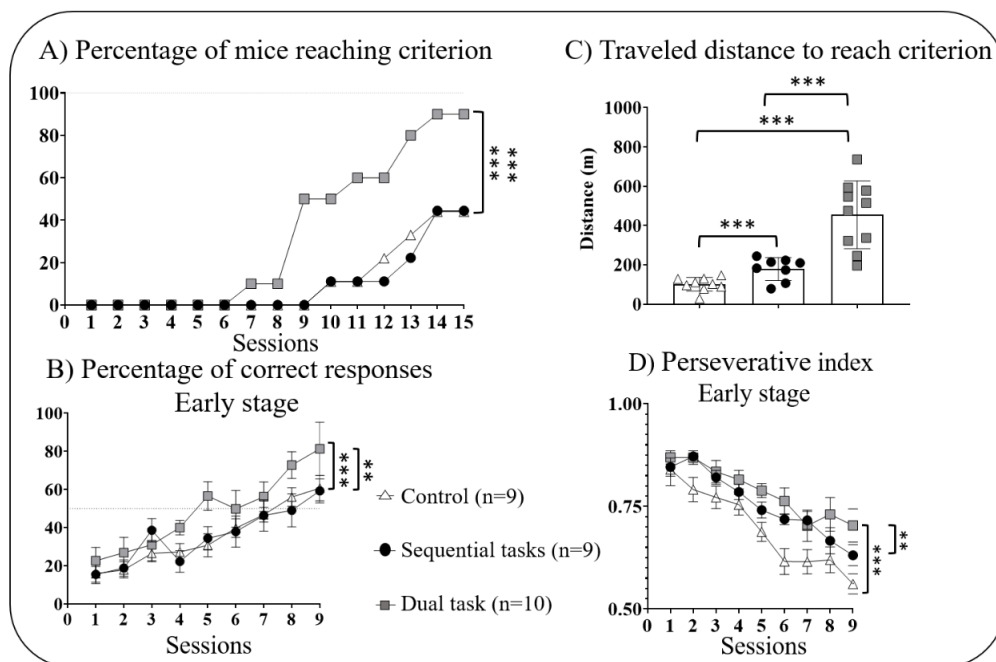 A) Percentage of mice reaching criterion
100
80
60
40
20
0
0 1 2 3 4 5 6 7 8 9 10 11 12 13 14 15
Sessions
***
***
C) Traveled distance to reach criterion
***
***
***
1000
800
600
400
200
0
Distance (m)
B) Percentage of correct responses
Early stage
100
80
60
40
20
0
0 1 2 3 4 5 6 7 8 9
Sessions
***
**
Control (n=9)
Sequential tasks (n=9)
Dual task (n=10)
D) Perseverative index
Early stage
1.00
0.75
0.50
0 1 2 3 4 5 6 7 8 9
Sessions
***
**